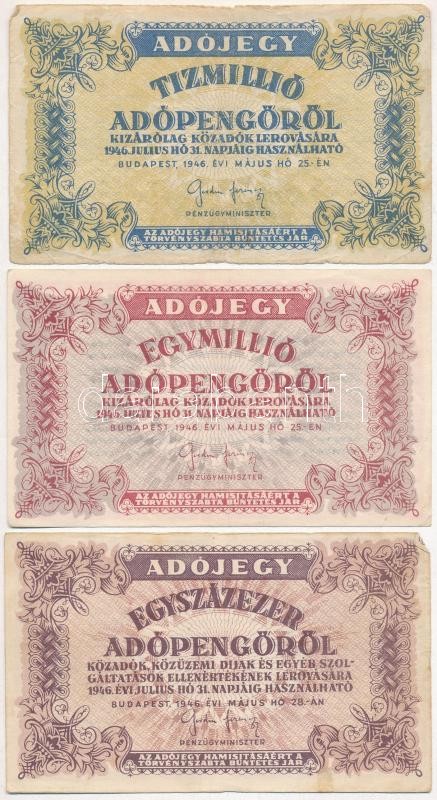 ADÓJEGY
TIZMILLIÓ
ADÓPENGŐRŐL
KIZÁRÓLAG KÖZADÓK LEROVÁSÁRA
1946. JULIUS HÓ 31. NAPJÁIG HASZNÁLHATÓ
BUDAPEST, 1946. ÉVI MÁJUS HÓ 25.-ÉN
PÉNZÜGYMINISZTER
AZ ADÓJEGY HAMISITÁSÁÉRT A
TÖRVÉNYSZABTA BÜNTETÉS JÁR
ADÓJEGY
EGYMILLIÓ
ADÓPENGŐRŐL
KIZÁRÓLAG KÖZADÓK LEROVÁSÁRA
HÓ 31. NAPJÁIG HASZNÁLHATÓ
BUDAPEST, 1946. ÉVI MÁJUS HÓ 25.-ÉN
PÉNZÜGYMINISZTER
AZ ADÓJEGY HAMISITÁSÁÉRT A
TÖRVÉNYSZABTA BÜNTETÉS JÁR
ADÓJEGY
EGYSZÁZEZER
ADÓPENGŐRŐL
KÖZADÓK, KÖZÜZEMI DIJAK ÉS EGYÉB SZOL-
GÁLTATÁSOK ELLENÉRTÉKÉNEK LEROVÁSÁRA
1946. ÉVI JULIUS HÓ 31. NAPJÁIG HASZNÁLHATÓ
BUDAPEST, 1946. ÉVI MÁJUS HÓ 28.-ÁN
PÉNZÜGYMINISZTER
AZ ADÓJEGY HAMISITÁSÁÉRT A
TÖRVÉNYSZABTA BÜNTETÉS JÁR